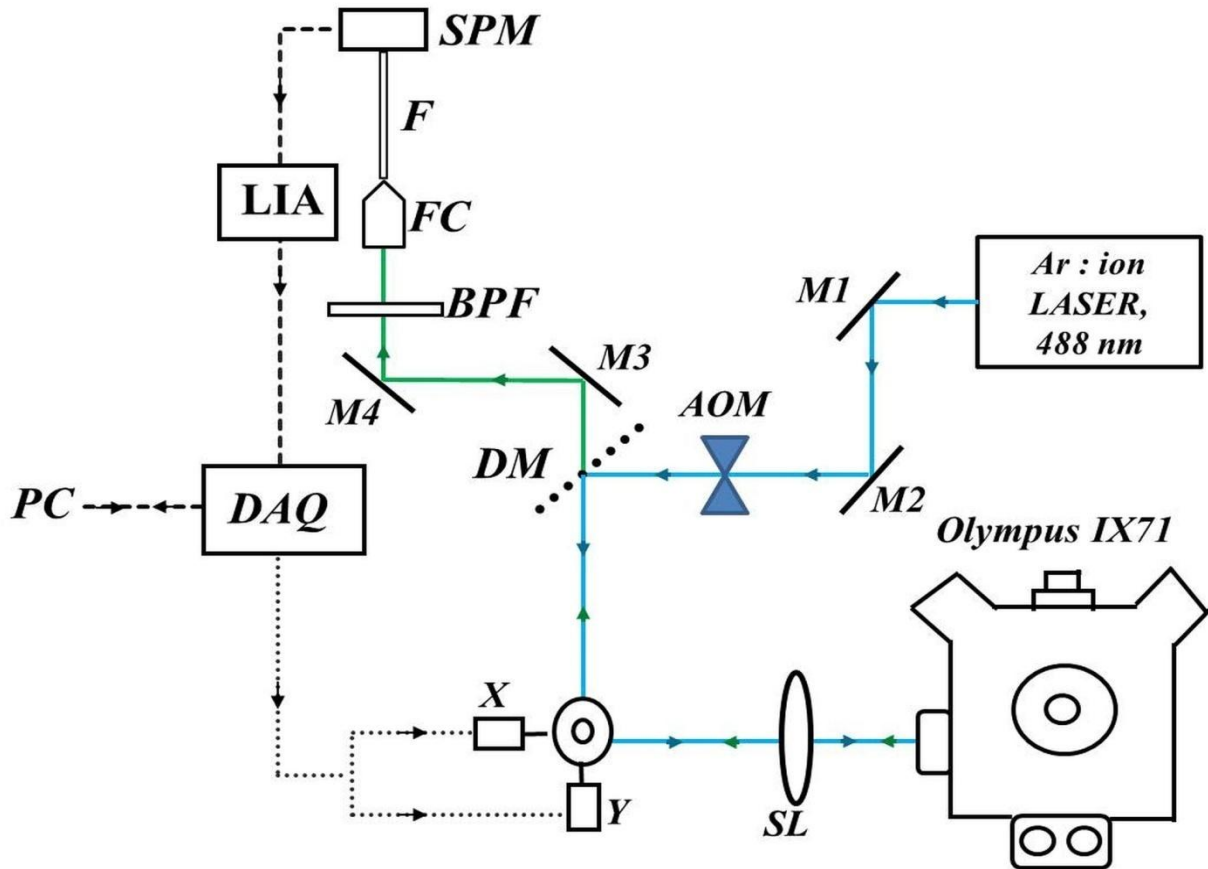 SPM
F
LIA
FC
Ar : ion
LASER,
488 nm
M1
BPF
M3
M4
AOM
DM
M2
PC
DAQ
Olympus IX71
X
Y
SL